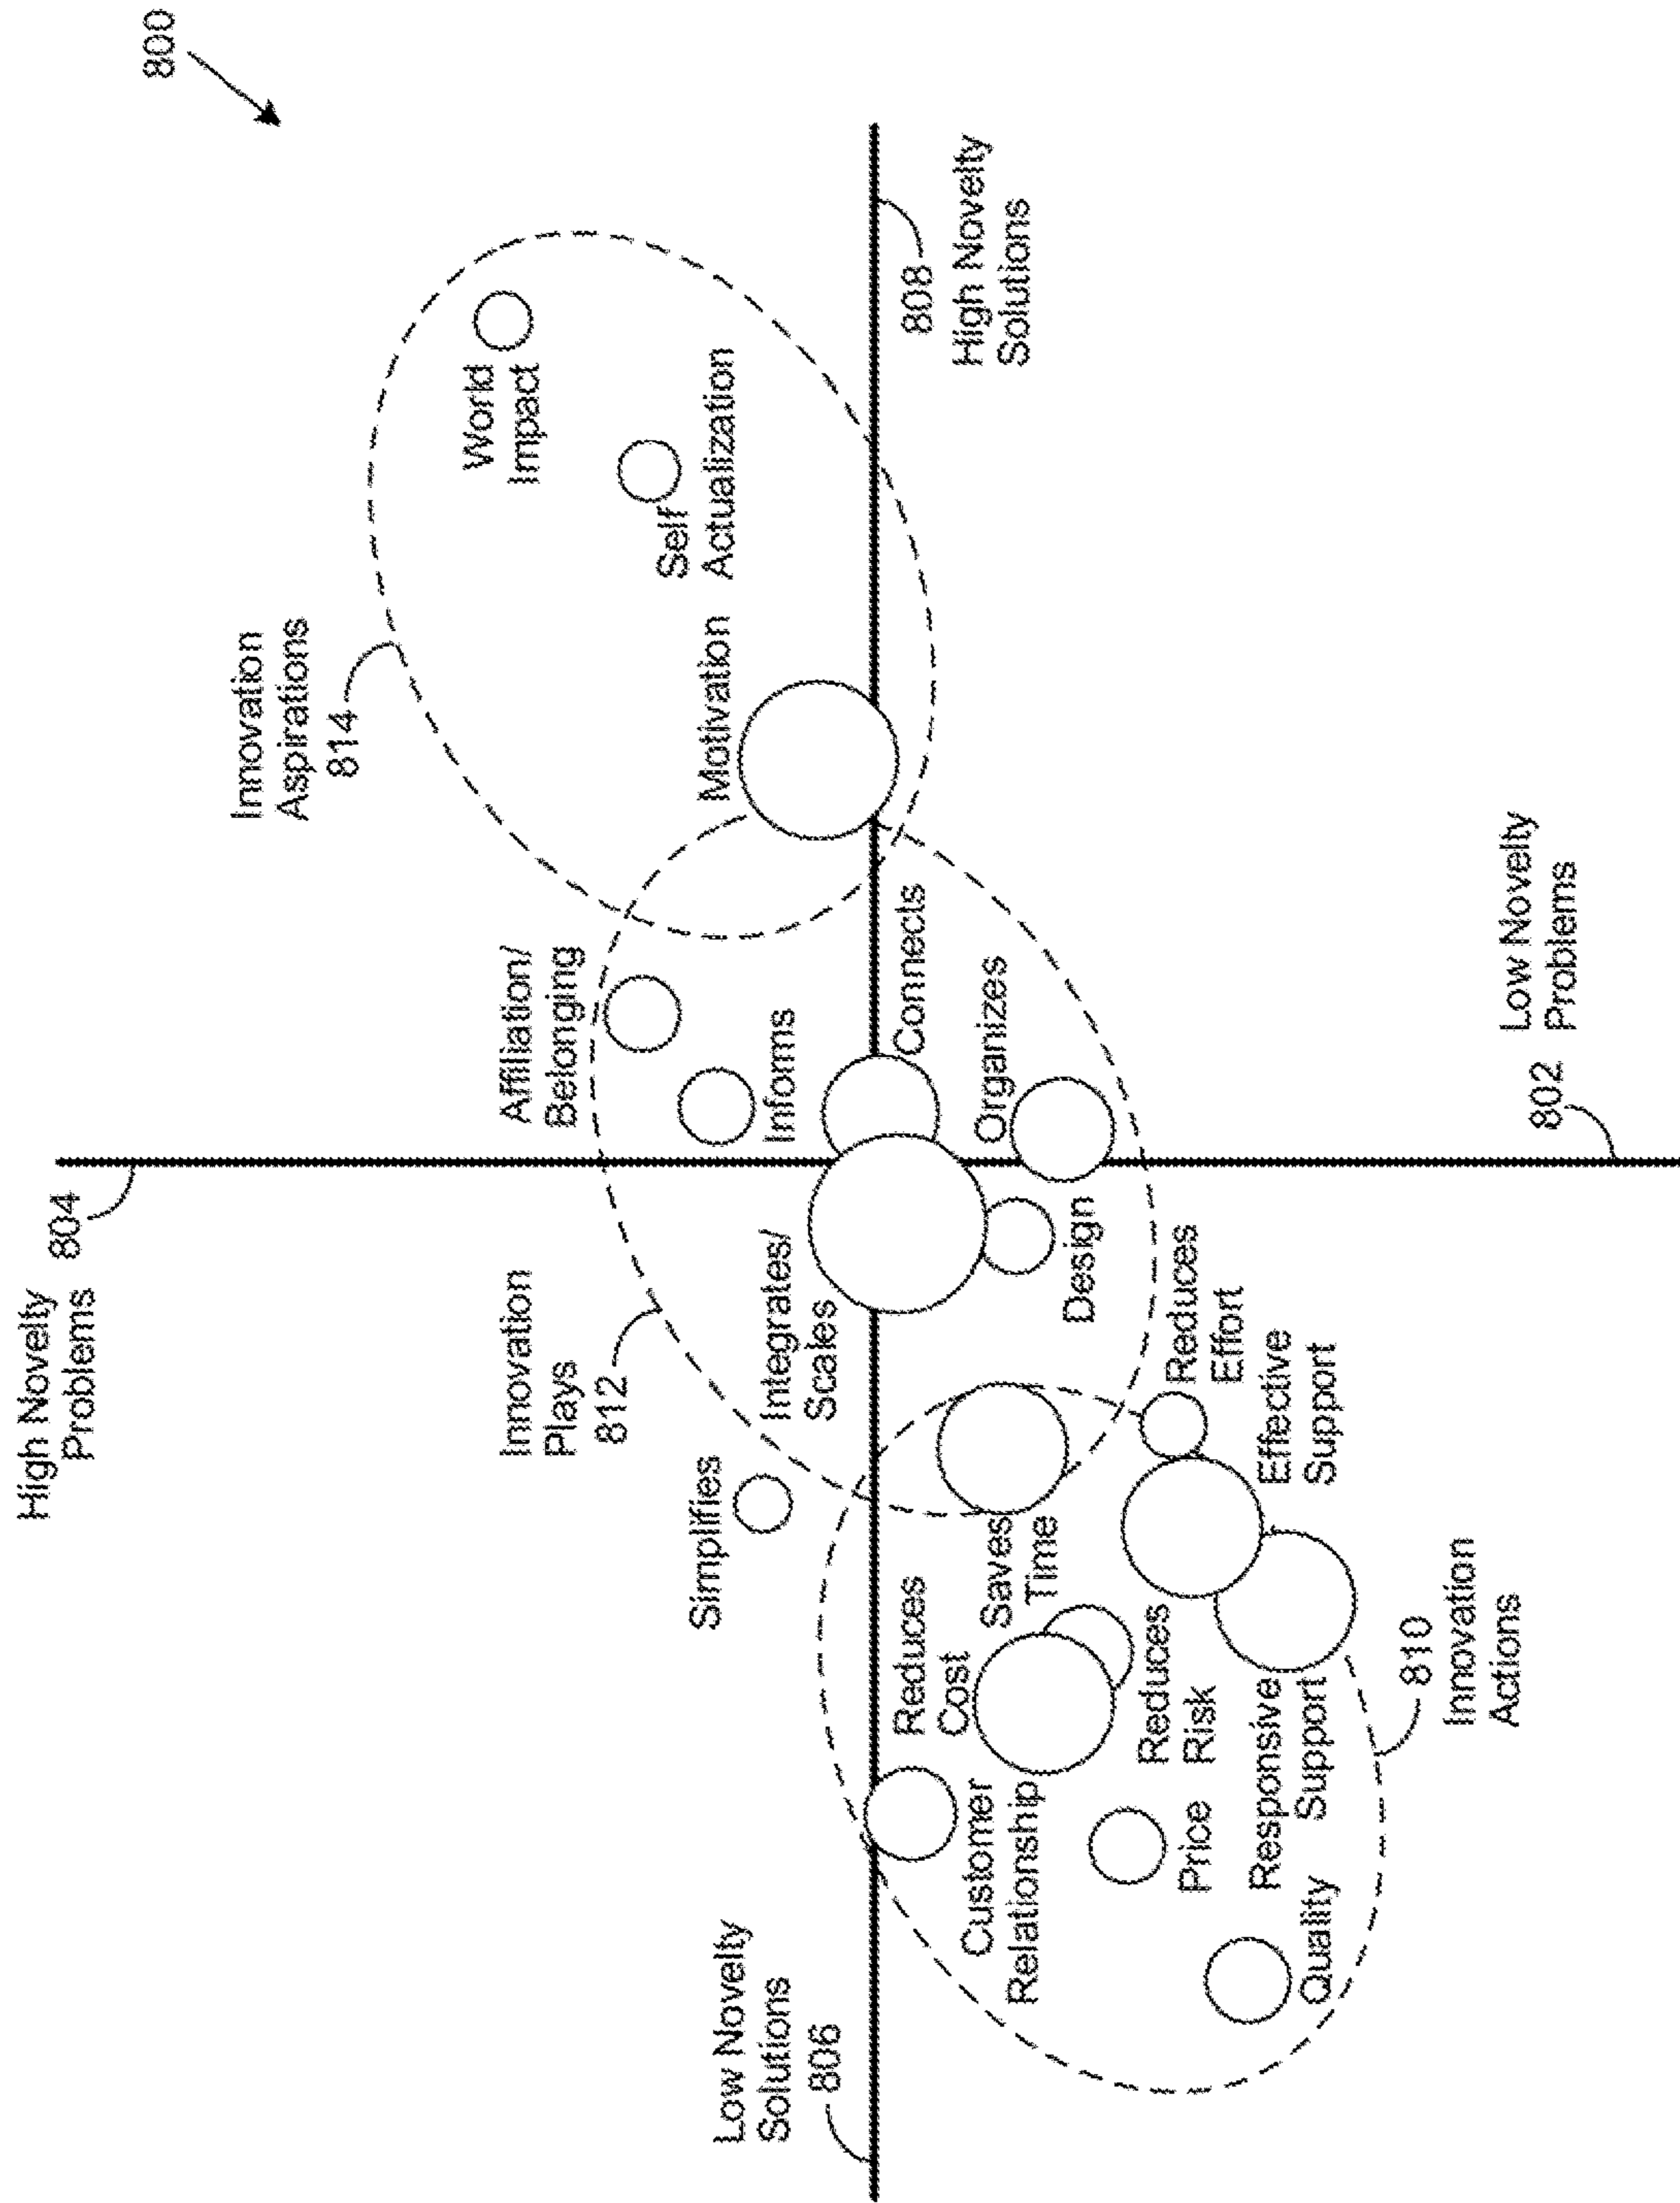 High Novelty
Problems
804
800
Innovation
Aspirations
814
Innovation
Plays
812
World
Impact
Affiliation/
Belonging
Self
Actualization
Simplifies
Motivation
Low Novelty
Solutions
806
Integrates/
Scales
Informs
Reduces
Cost
Connects
808
High Novelty
Solutions
Customer
Relationship
Saves
Time
Organizes
Design
Reduces
Risk
Reduces
Effort
Price
Responsive
Support
Effective
Support
Quality
810
Innovation
Actions
Low Novelty
Problems
802